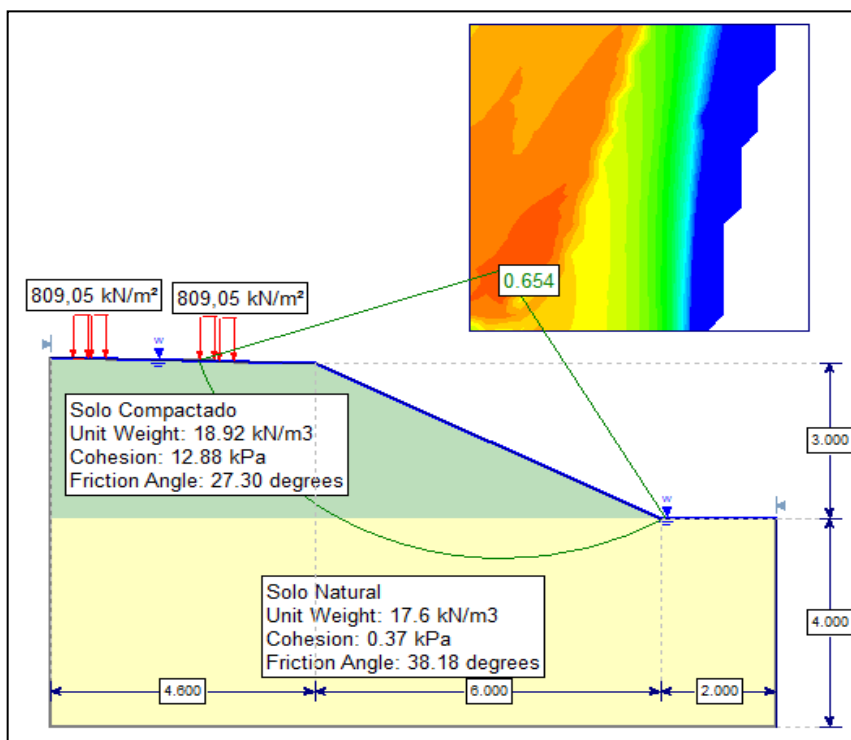 0.654
809,05 kN/m²
809,05 kN/m²
W
Solo Compactado
Unit Weight: 18.92 kN/m3
Cohesion: 12.88 kPa
Friction Angle: 27.30 degrees
3.000
W
Solo Natural
Unit Weight: 17.6 kN/m3
Cohesion: 0.37 kPa
Friction Angle: 38.18 degrees
4.000
4.600
6.000
2.000